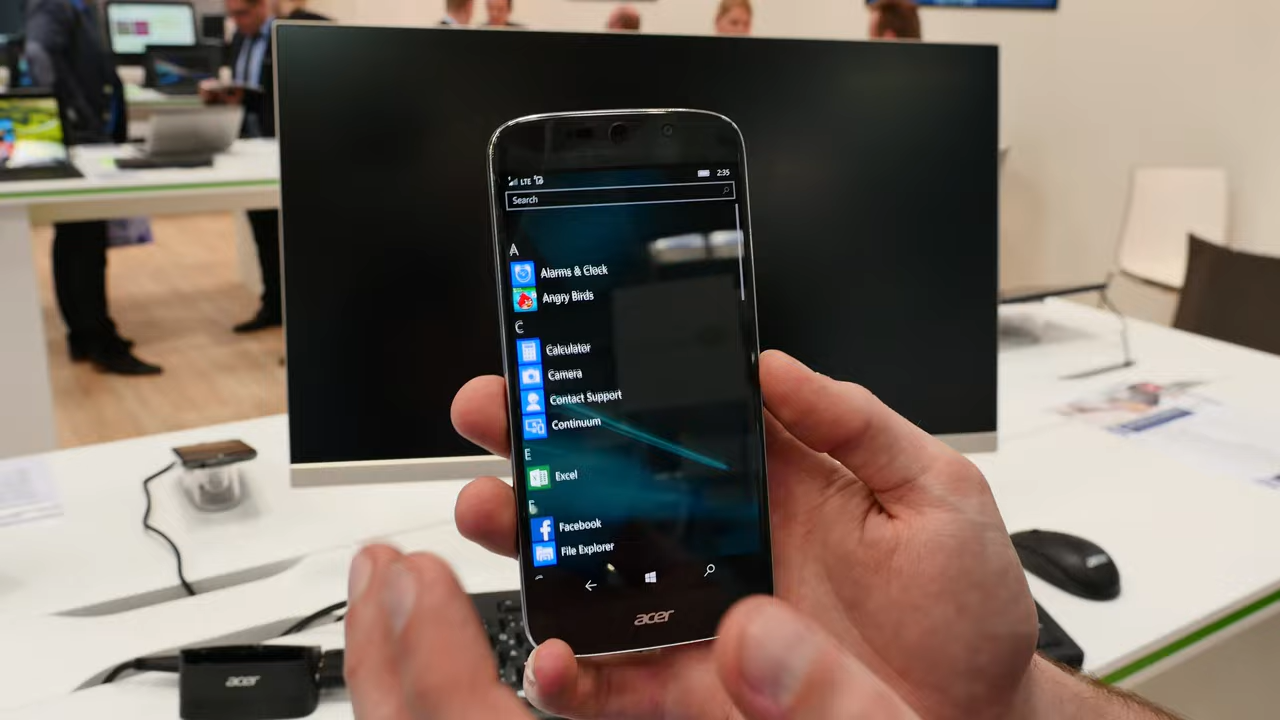 LTE
2:35
Search
A
Alarms & Clock
Angry Birds
C
Calculator
Camera
Contact Support
Continuum
E
Excel
F
Facebook
File Explorer
acer
acer